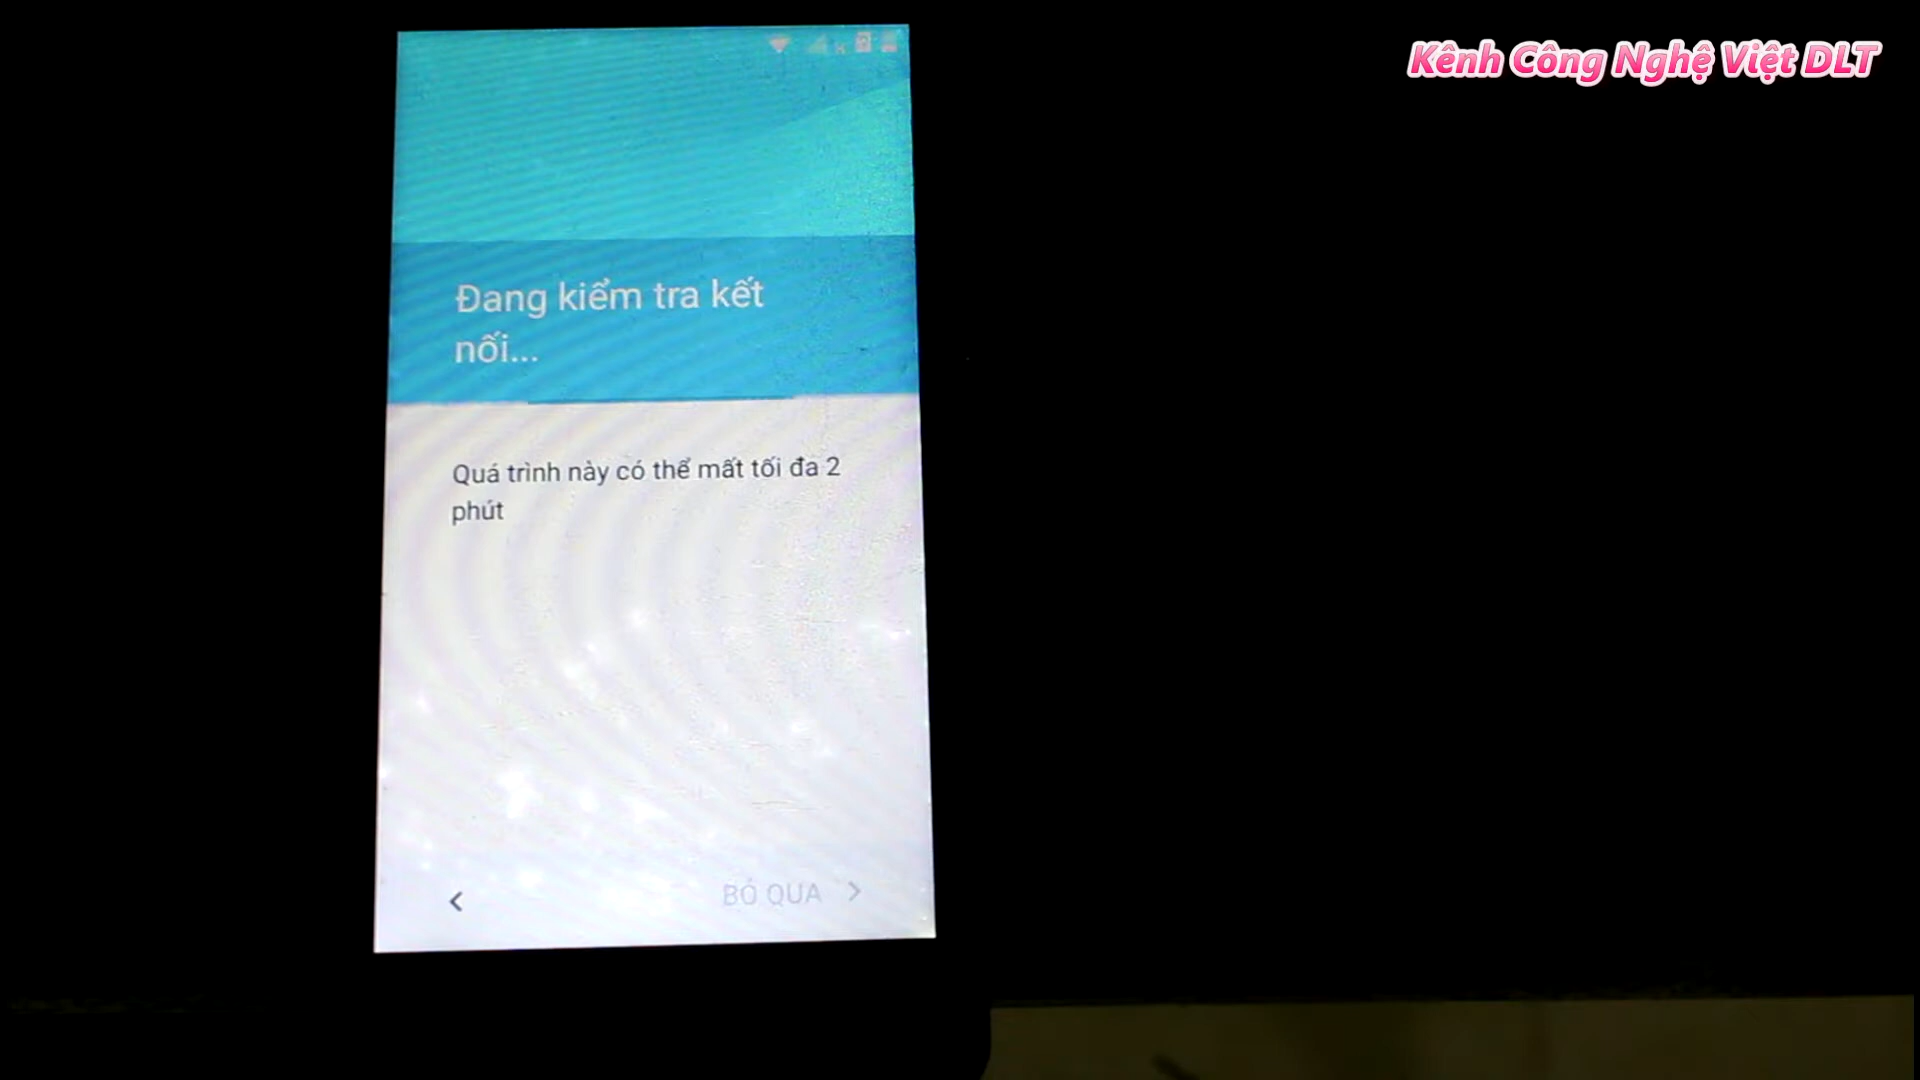 Kênh Công Nghệ Việt DLT
Đang kiểm tra kết
nối...
Quá trình này có thể mất tối đa 2
phút
BỎ QUA